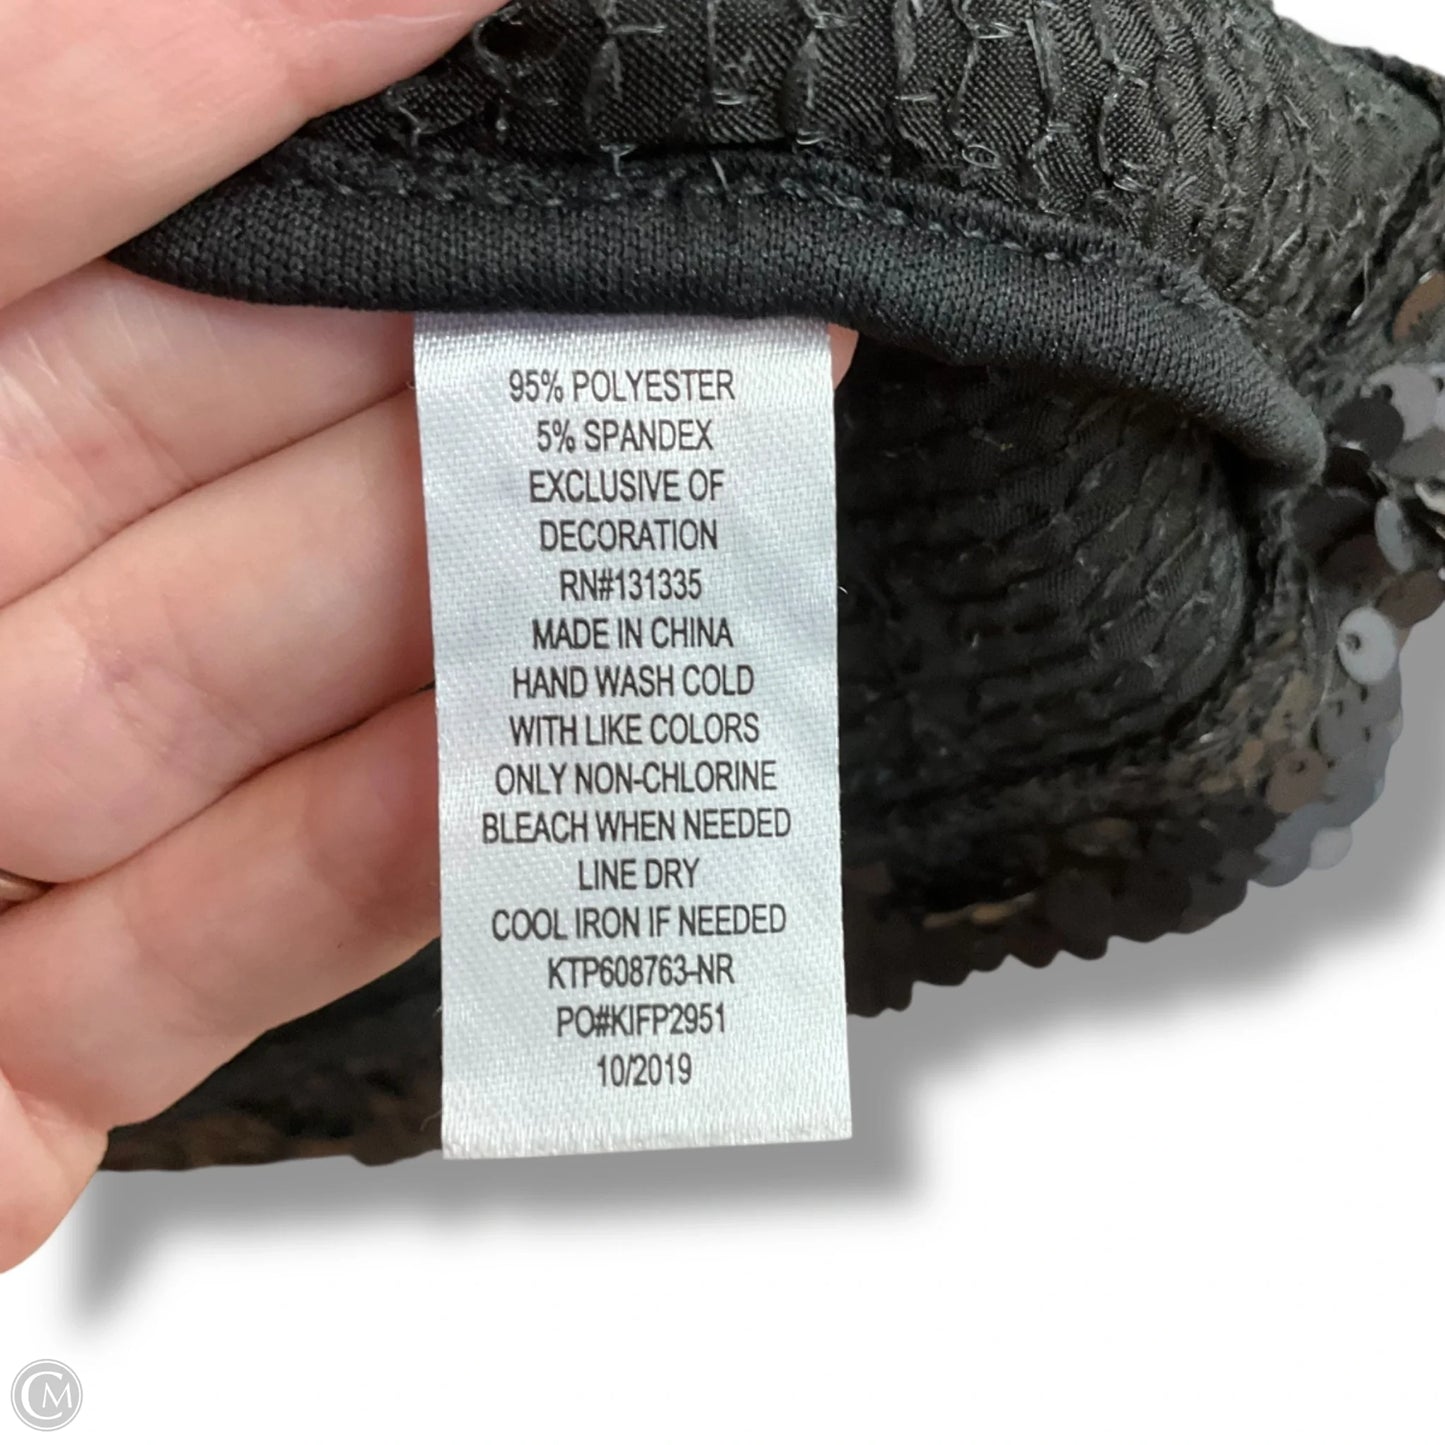 95% POLYESTER
5% SPANDEX
EXCLUSIVE OF
DECORATION
RN#131335
MADE IN CHINA
HAND WASH COLD
WITH LIKE COLORS
ONLY NON-CHLORINE
BLEACH WHEN NEEDED
LINE DRY
COOL IRON IF NEEDED
KTP608763-NR
PO#KIFP2951
10/2019
CM